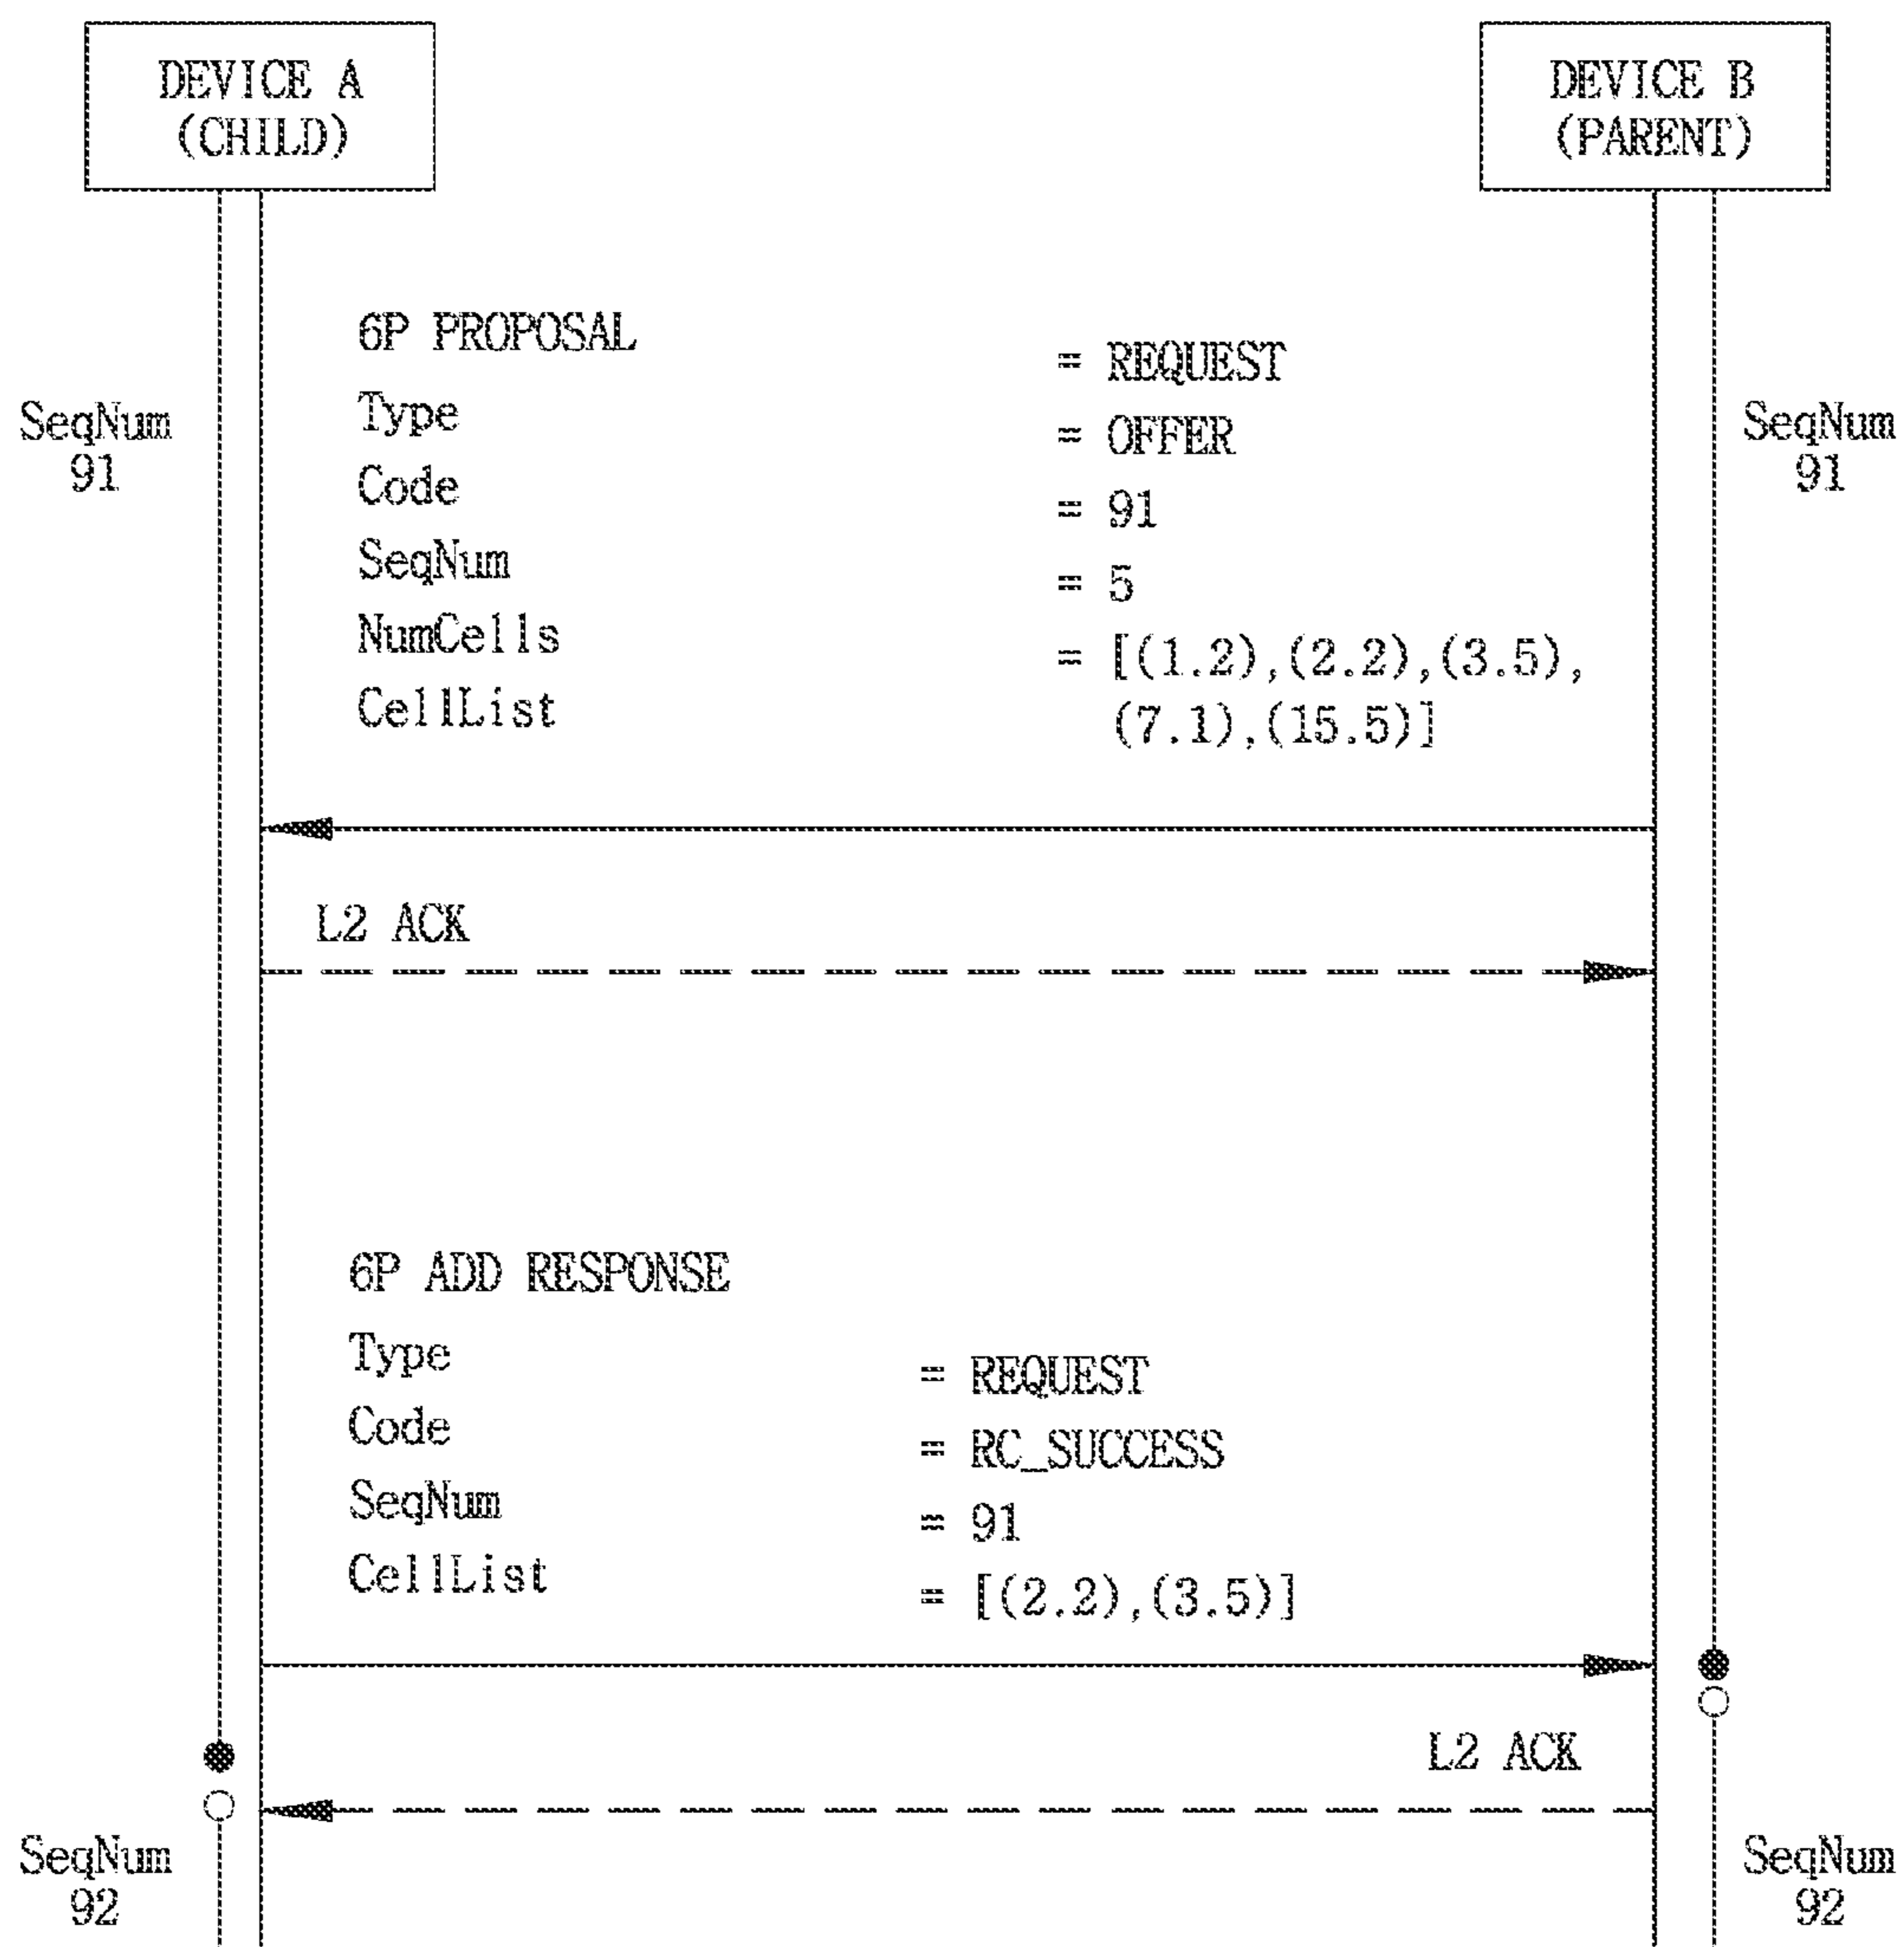 DEVICE A
(CHILD)
DEVICE B
(PARENT)
6P PROPOSAL
Type = REQUEST
Code = OFFER
SeqNum = 91
NumCells = 5
CellList = [(1.2),(2.2),(3.5),
(7.1),(15.5)]
SeqNum
91
SeqNum
91
L2 ACK
6P ADD RESPONSE
Type = REQUEST
Code = RC_SUCCESS
SeqNum = 91
CellList = [(2.2),(3.5)]
L2 ACK
SeqNum
92
SeqNum
92